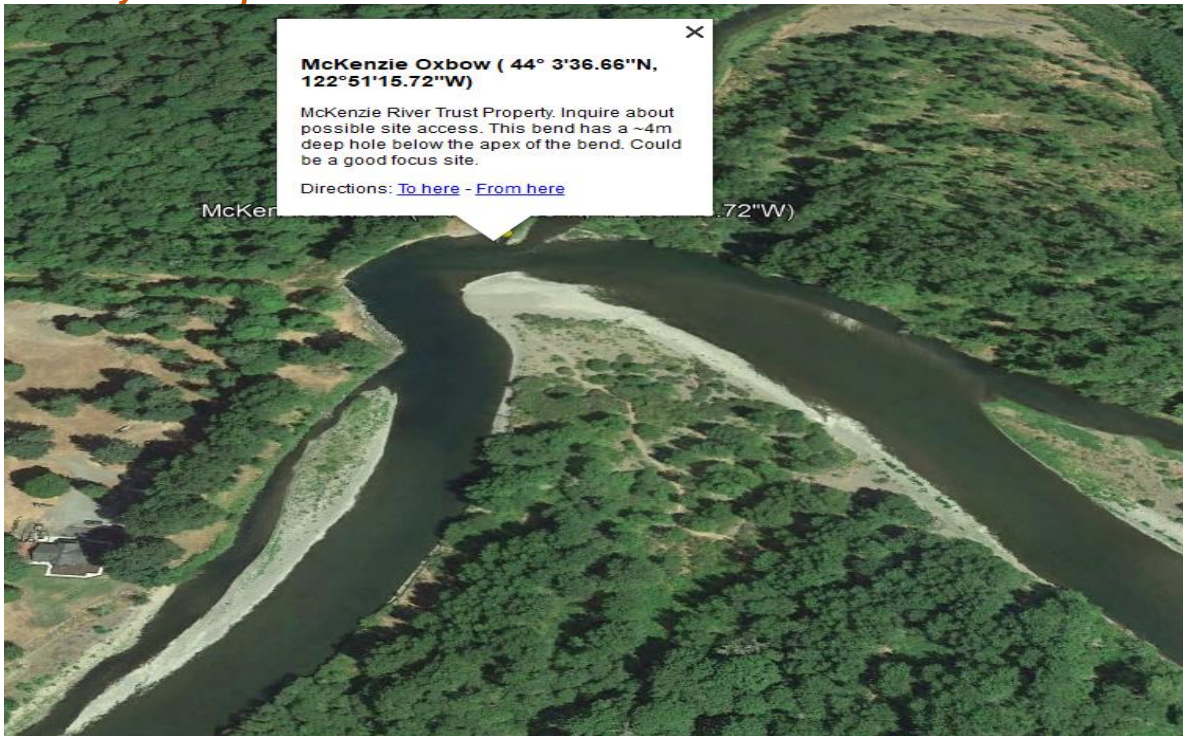 McKenzie Oxbow ( 44° 3'36.66"N,
122°51'15.72"W)
McKenzie River Trust Property. Inquire about
possible site access. This bend has a ~4m
deep hole below the apex of the bend. Could
be a good focus site.
Directions: To here - From here
McKen .72"W)